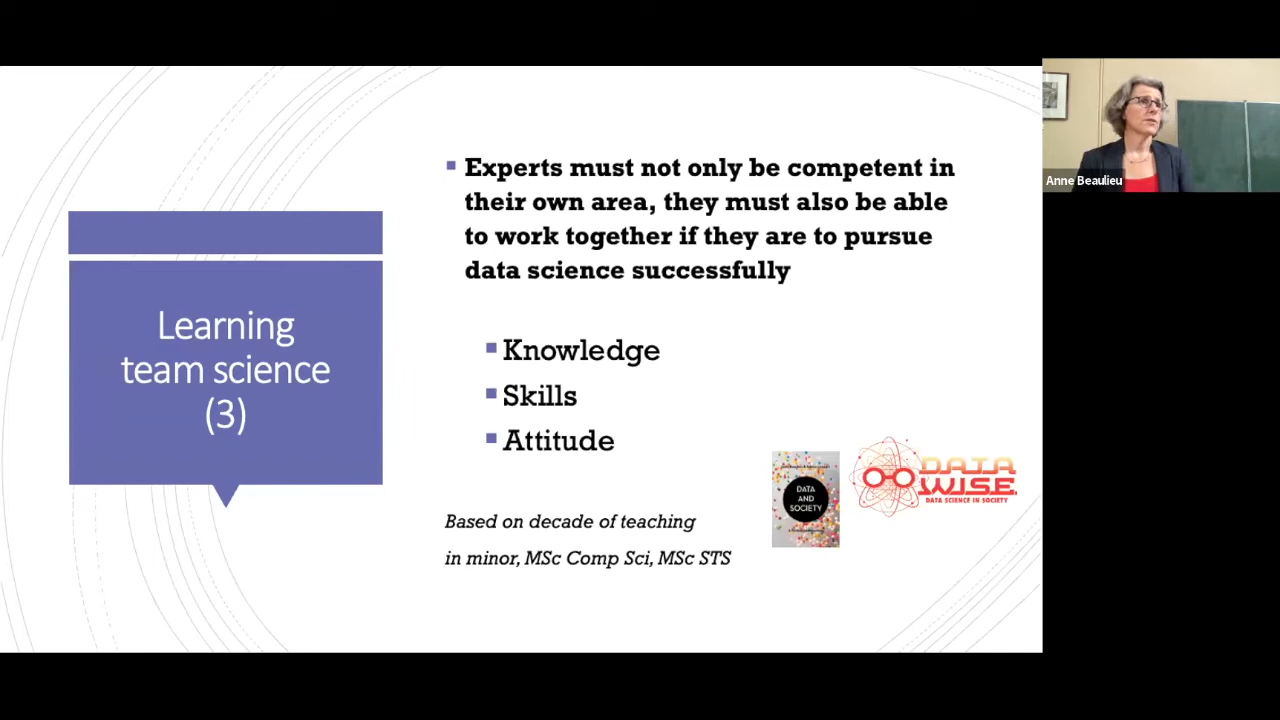 Learning
team science
(3)
Experts must not only be competent in
their own area, they must also be able
to work together if they are to pursue
data science successfully
Knowledge
Skills
Attitude
Based on decade of teaching
in minor, MSc Comp Sci, MSc STS
DATA
AND
SOCIETY
DATA
WISE
DATA SCIENCE IN SOCIETY
Anne Beaulieu